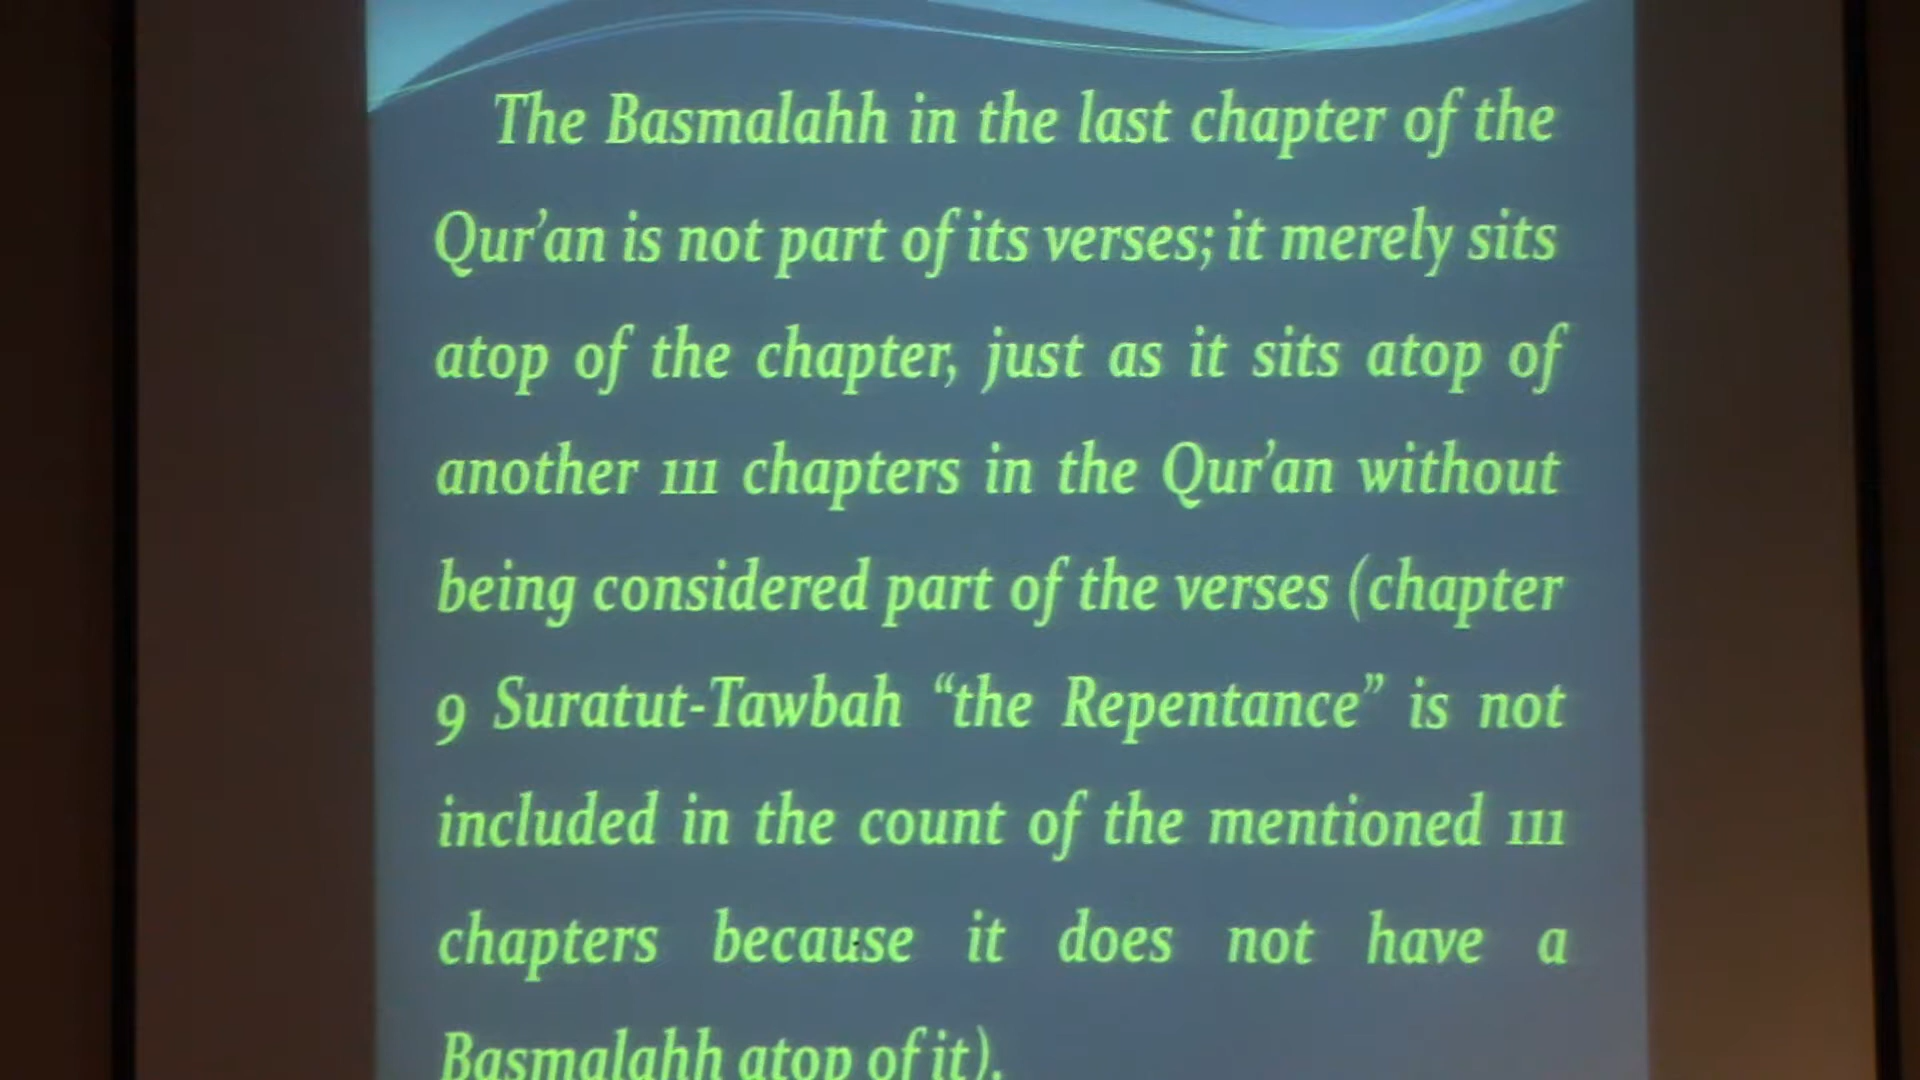 The Basmalahh in the last chapter of the
Qur’an is not part of its verses; it merely sits
atop of the chapter, just as it sits atop of
another 111 chapters in the Qur’an without
being considered part of the verses (chapter
9 Suratut-Tawbah “the Repentance” is not
included in the count of the mentioned 111
chapters because it does not have a
Basmalahh atop of it).